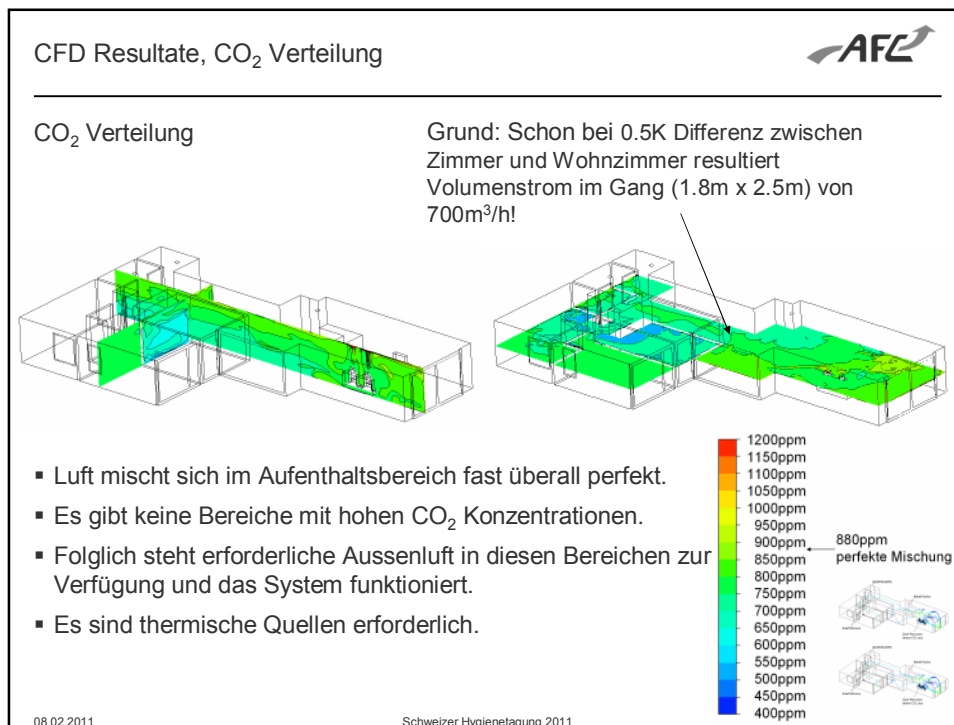 CFD Resultate, CO₂ Verteilung
AFC
CO₂ Verteilung
Grund: Schon bei 0.5K Differenz zwischen
Zimmer und Wohnzimmer resultiert
Volumenstrom im Gang (1.8m x 2.5m) von
700m³/h!
▪ Luft mischt sich im Aufenthaltsbereich fast überall perfekt.
▪ Es gibt keine Bereiche mit hohen CO₂ Konzentrationen.
▪ Folglich steht erforderliche Aussenluft in diesen Bereichen zur
Verfügung und das System funktioniert.
▪ Es sind thermische Quellen erforderlich.
1200ppm
1150ppm
1100ppm
1050ppm
1000ppm
950ppm
900ppm
850ppm
800ppm
750ppm
650ppm
600ppm
550ppm
500ppm
450ppm
400ppm
880ppm
perfekte Mischung
08.02.2011
Schweizer Hygienetagung 2011